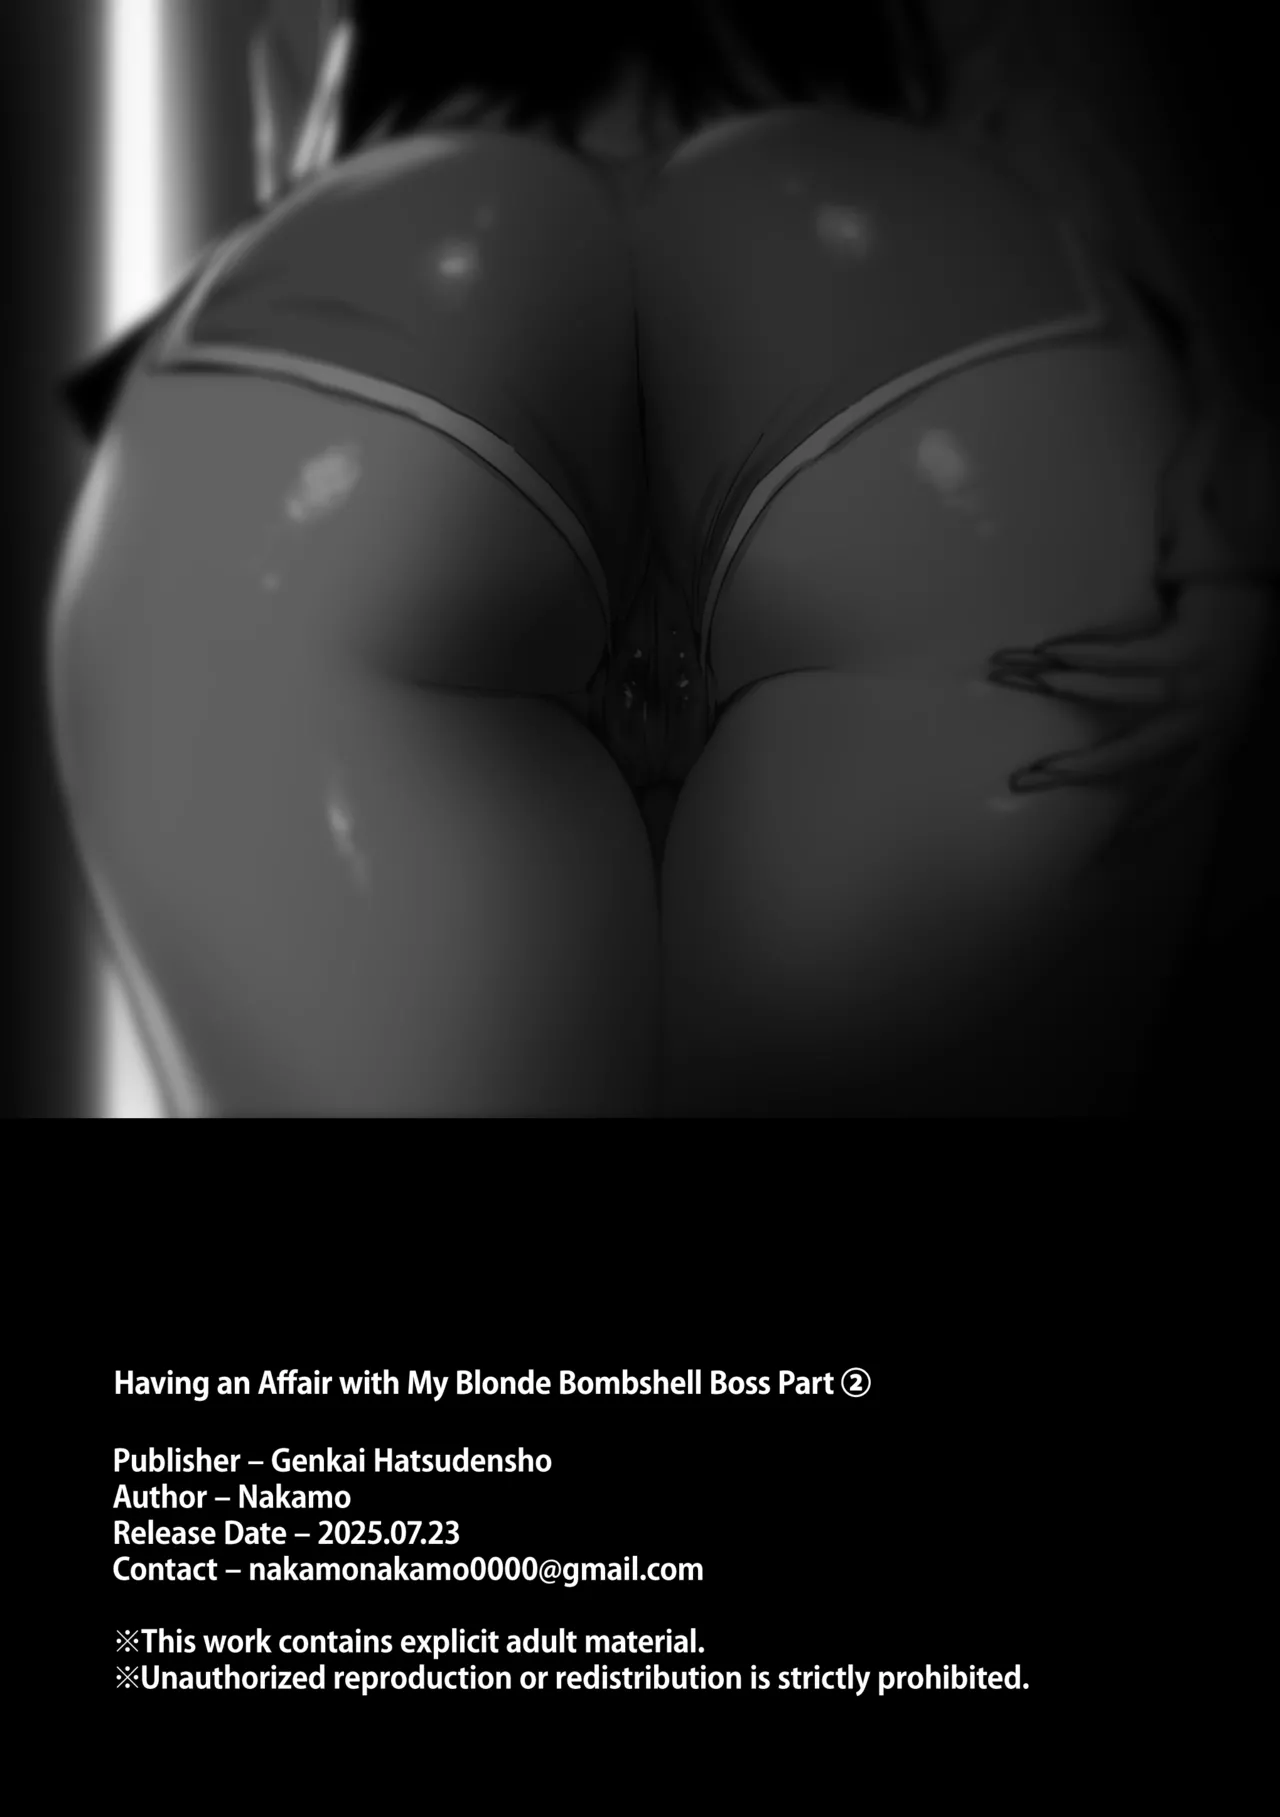 Having an Affair with My Blonde Bombshell Boss Part ②
Publisher – Genkai Hatsudensho
Author – Nakamo
Release Date – 2025.07.23
Contact – nakamonakamo0000@gmail.com
※This work contains explicit adult material.
※Unauthorized reproduction or redistribution is strictly prohibited.